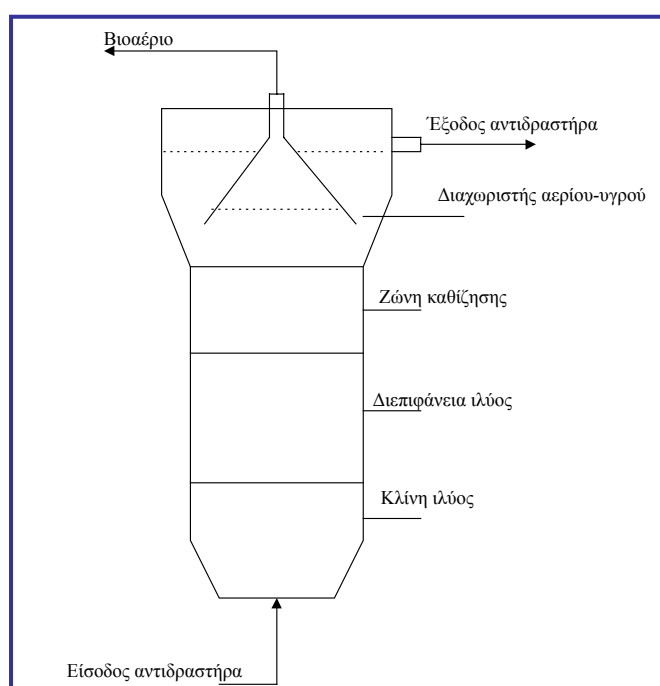 Βιοαέριο
Έξοδος αντιδραστήρα
Διαχωριστής αερίου-υγρού
Ζώνη καθίζησης
Διεπιφάνεια ιλύος
Κλίνη ιλύος
Είσοδος αντιδραστήρα